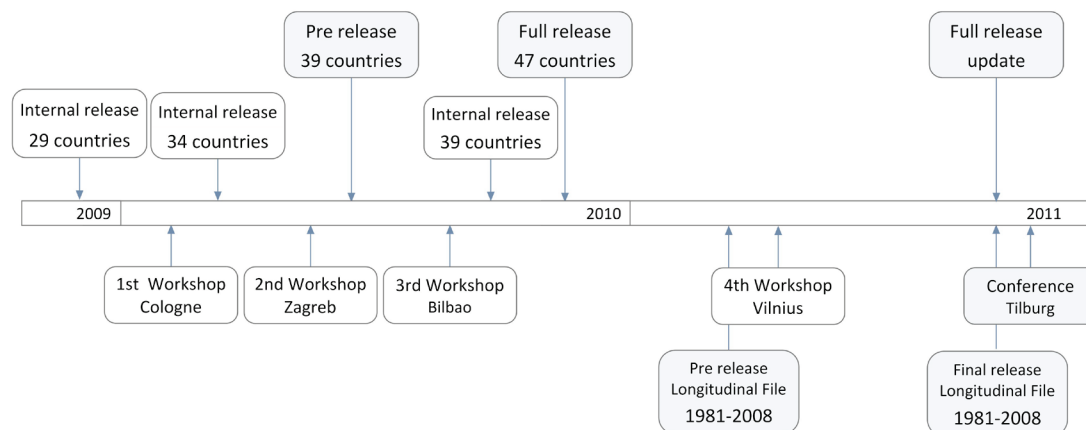 Pre release
39 countries
Full release
47 countries
Full release
update
Internal release
29 countries
Internal release
34 countries
Internal release
39 countries
2009
2010
2011
1st Workshop
Cologne
2nd Workshop
Zagreb
3rd Workshop
Bilbao
4th Workshop
Vilnius
Conference
Tilburg
Pre release
Longitudinal File
1981-2008
Final release
Longitudinal File
1981-2008